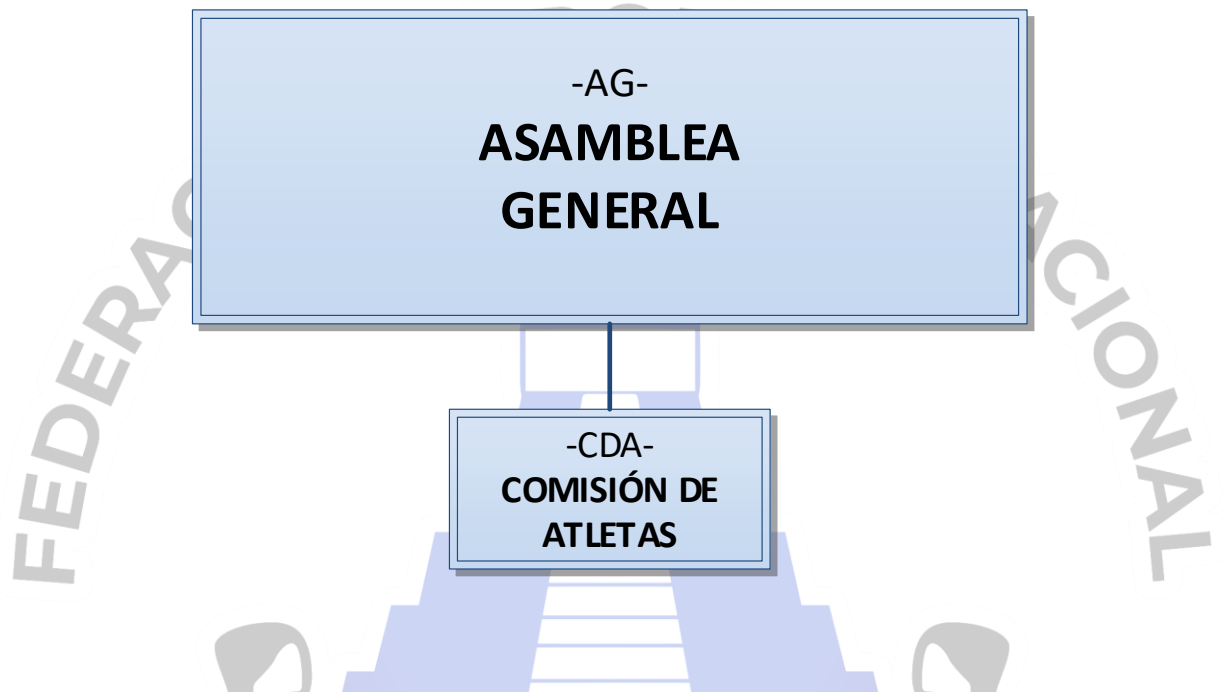 -AG-
ASAMBLEA
GENERAL
-CDA-
COMISIÓN DE
ATLETAS